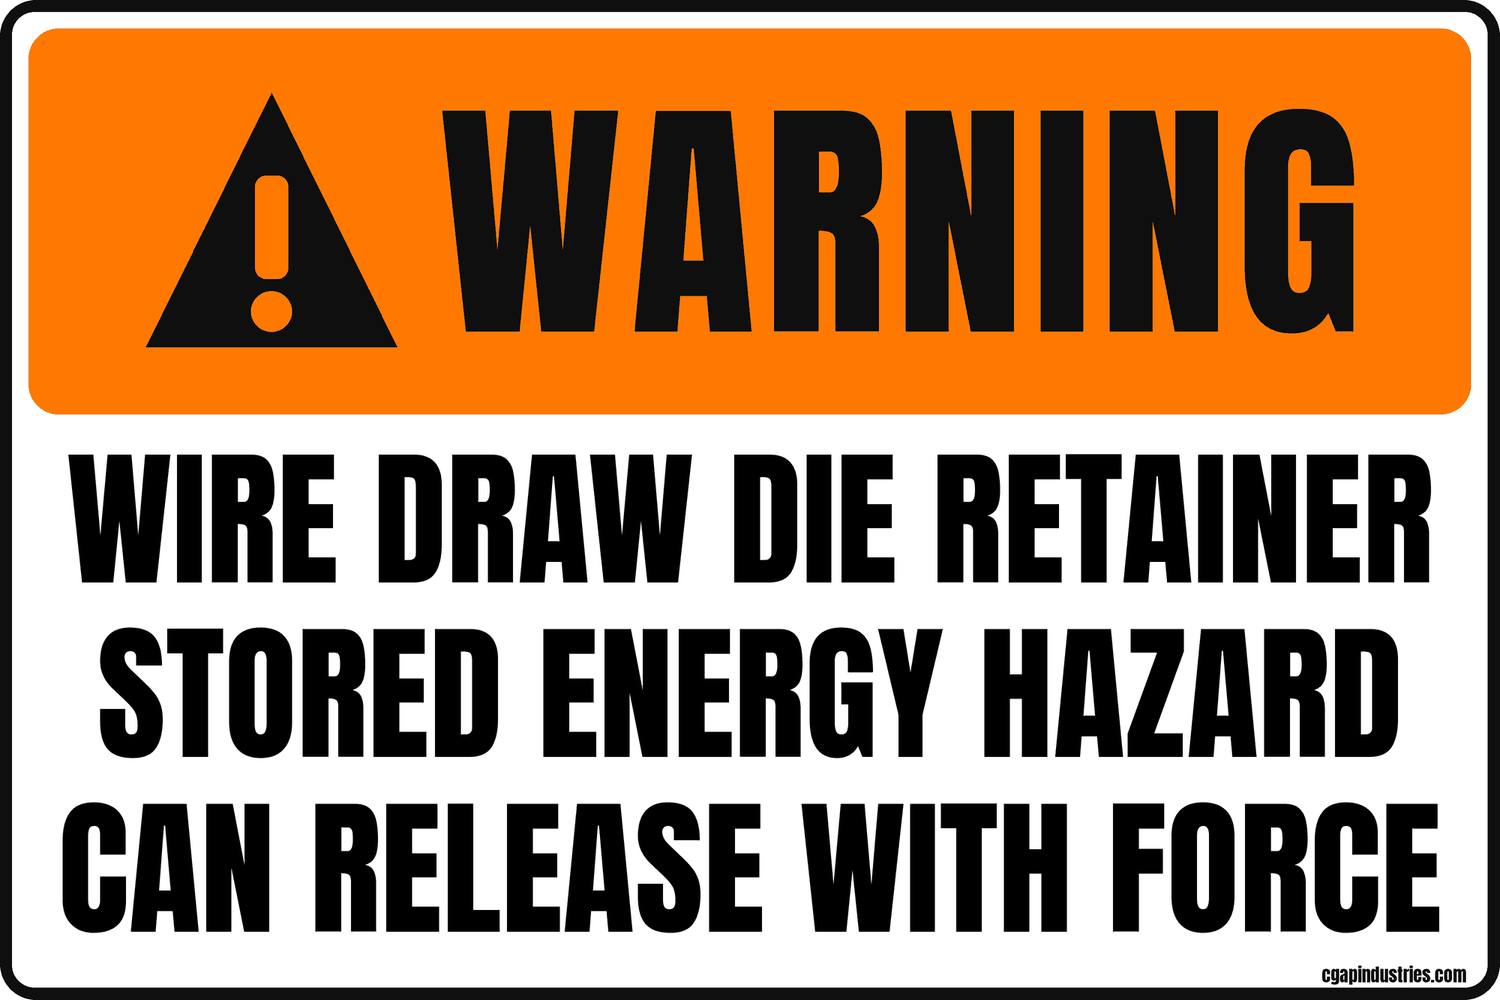 WARNING
WIRE DRAW DIE RETAINER
STORED ENERGY HAZARD
CAN RELEASE WITH FORCE
cgapindustries.com